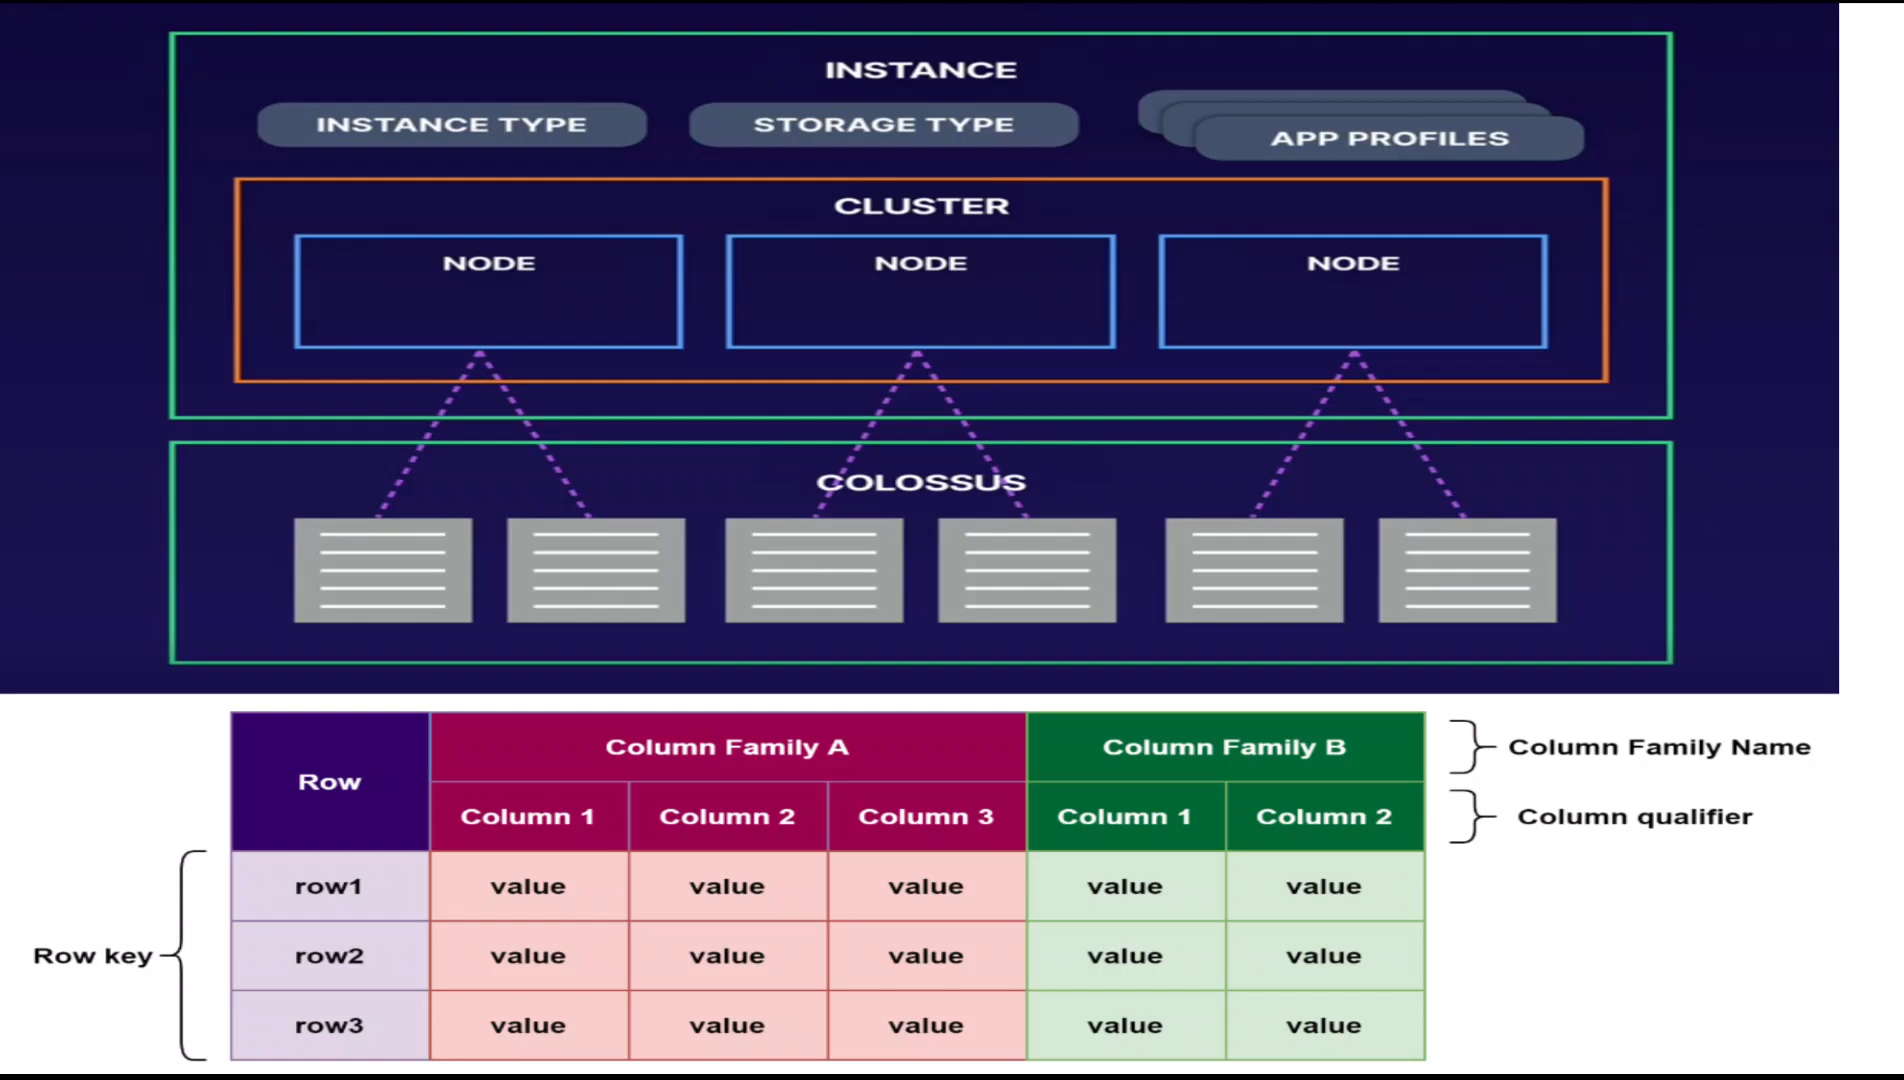 INSTANCE
INSTANCE TYPE
STORAGE TYPE
APP PROFILES
CLUSTER
NODE
NODE
NODE
COLOSSUS
Row
Column Family A
Column Family B
Column Family Name
Column 1
Column 2
Column 3
Column 1
Column 2
Column qualifier
Row key
row1
value
value
value
value
value
row2
value
value
value
value
value
row3
value
value
value
value
value